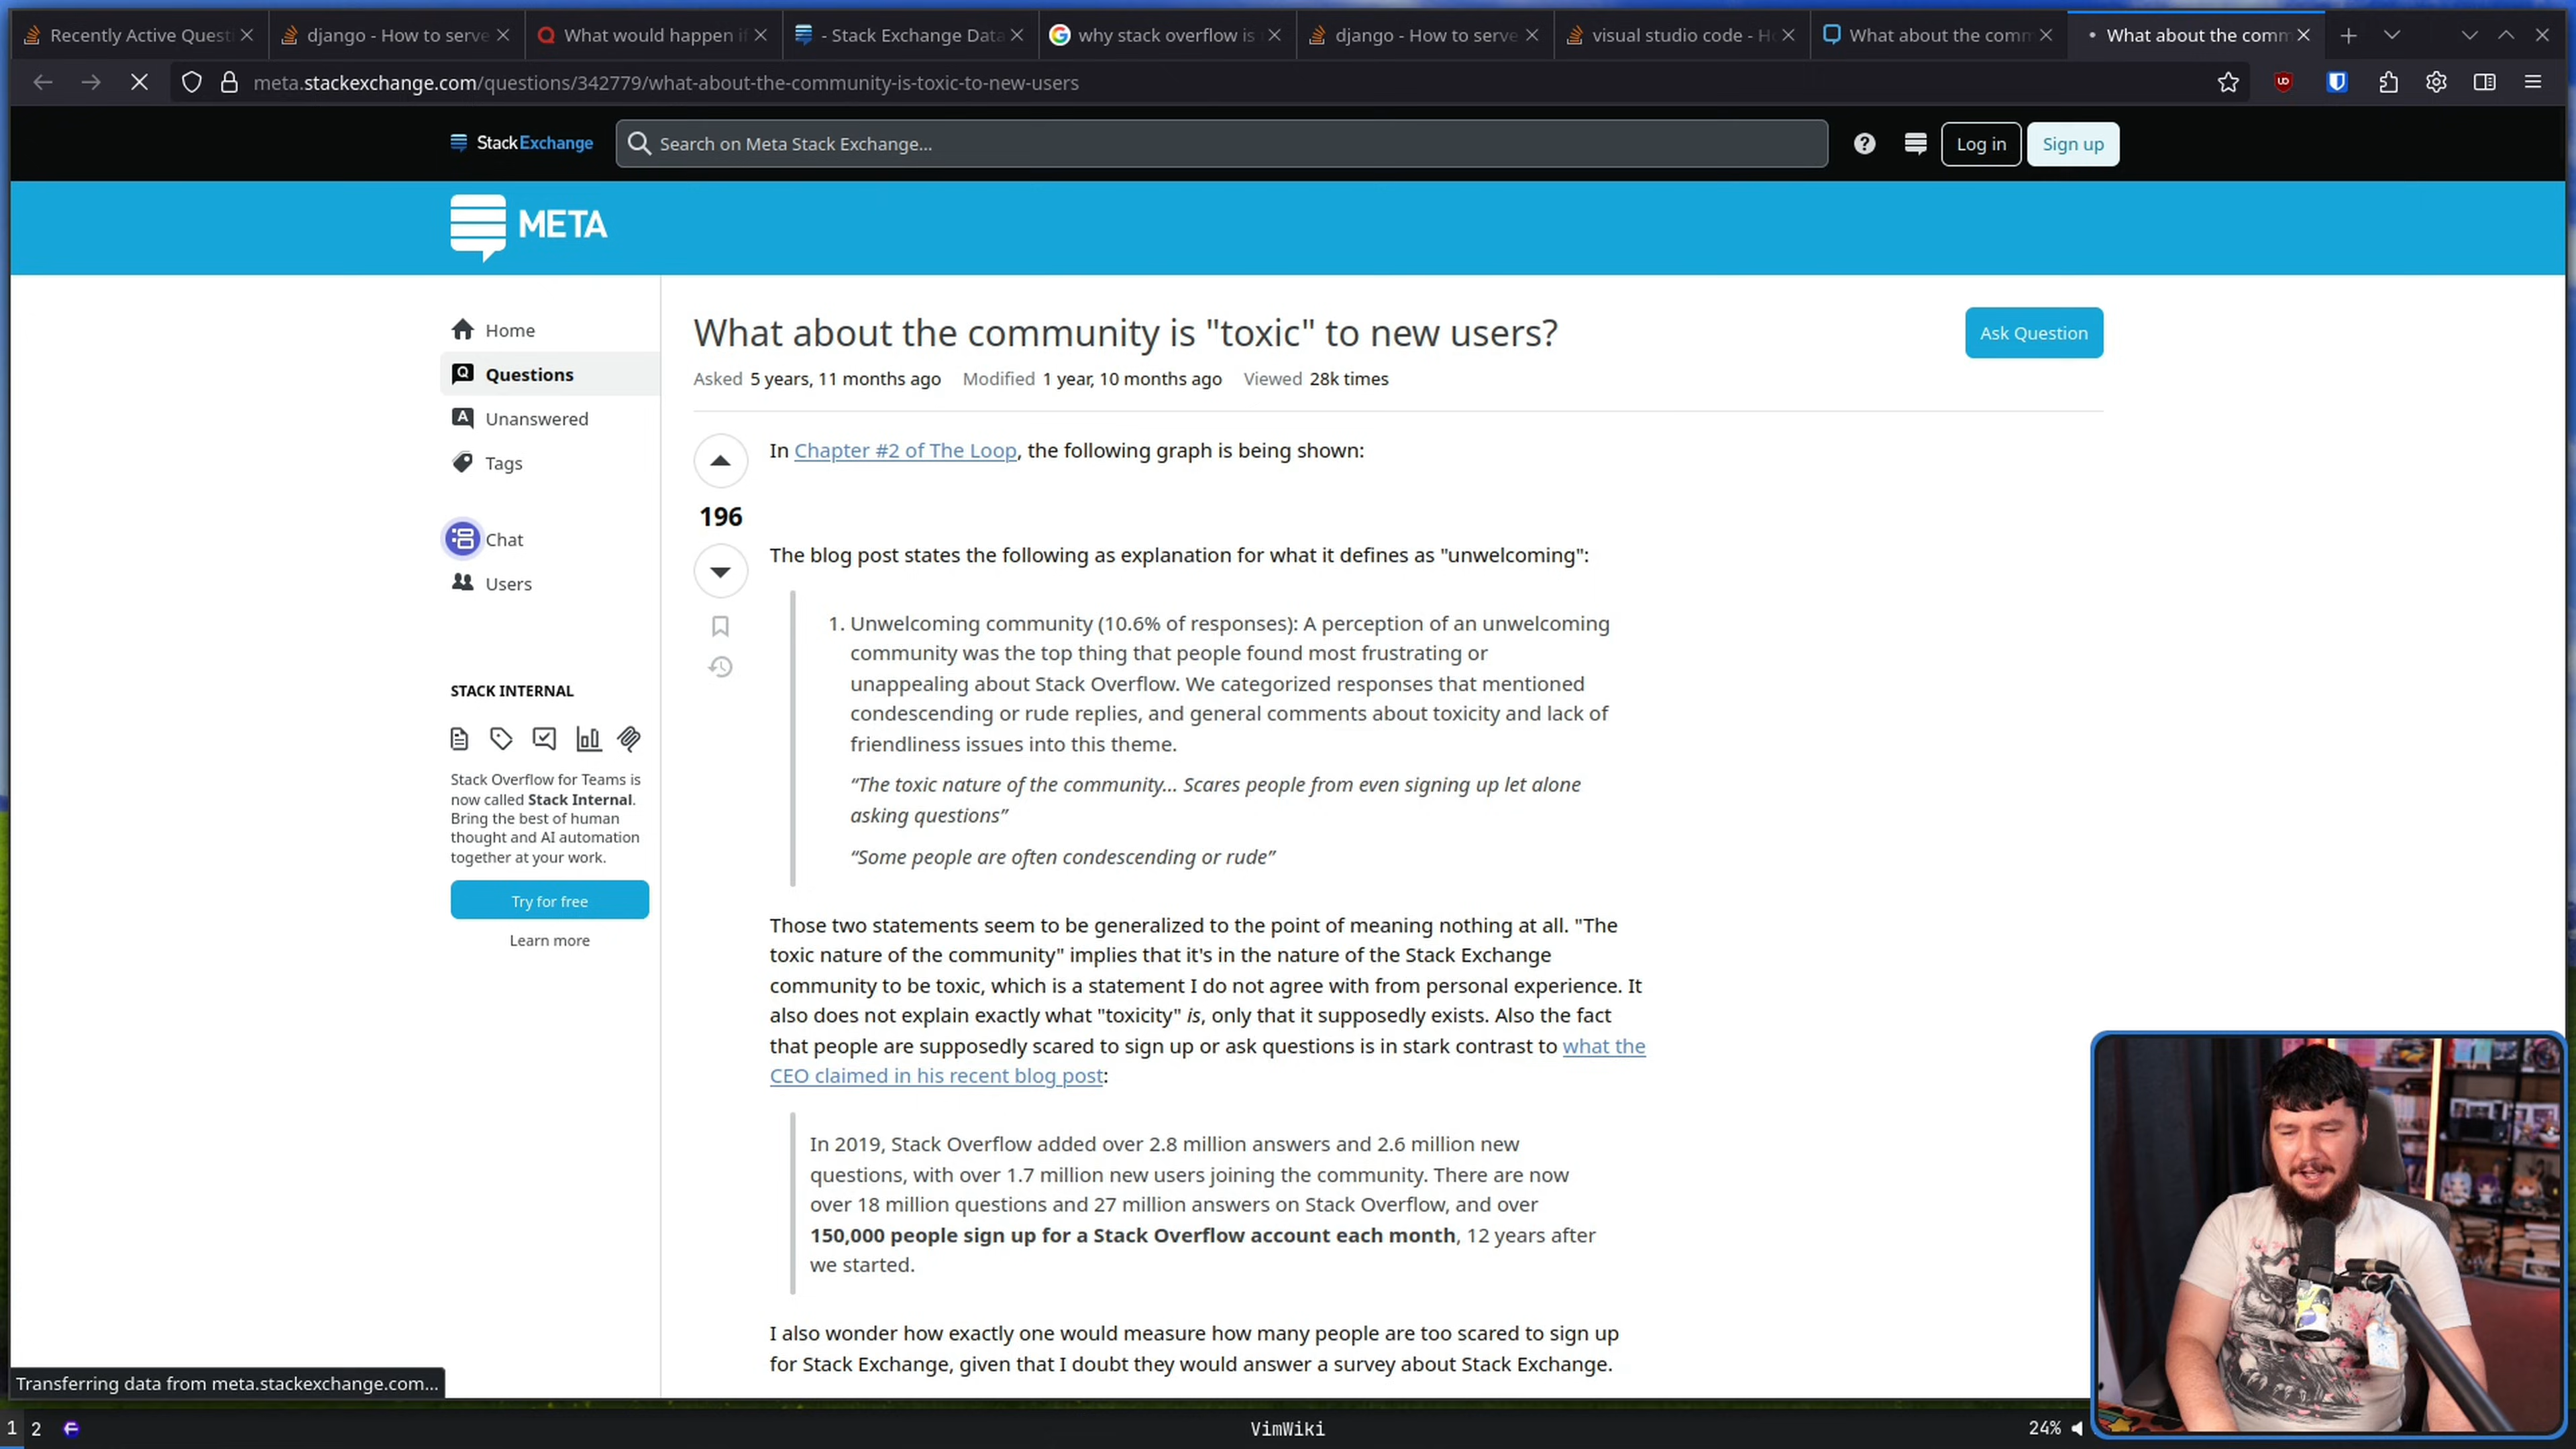 Recently Active Questi
django - How to serve
What would happen i
- Stack Exchange Data
why stack overflow is
django - How to serve
visual studio code - H
What about the comm
What about the comm
meta.stackexchange.com/questions/342779/what-about-the-community-is-toxic-to-new-users
StackExchange
Search on Meta Stack Exchange...
Log in
Sign up
META
Home
Questions
Unanswered
Tags
Chat
Users
STACK INTERNAL
Stack Overflow for Teams is
now called Stack Internal.
Bring the best of human
thought and AI automation
together at your work.
Try for free
Learn more
What about the community is "toxic" to new users?
Ask Question
Asked 5 years, 11 months ago Modified 1 year, 10 months ago Viewed 28k times
196
In Chapter #2 of The Loop, the following graph is being shown:
The blog post states the following as explanation for what it defines as "unwelcoming":
1. Unwelcoming community (10.6% of responses): A perception of an unwelcoming
community was the top thing that people found most frustrating or
unappealing about Stack Overflow. We categorized responses that mentioned
condescending or rude replies, and general comments about toxicity and lack of
friendliness issues into this theme.
“The toxic nature of the community... Scares people from even signing up let alone
asking questions”
“Some people are often condescending or rude”
Those two statements seem to be generalized to the point of meaning nothing at all. "The
toxic nature of the community" implies that it's in the nature of the Stack Exchange
community to be toxic, which is a statement I do not agree with from personal experience. It
also does not explain exactly what "toxicity" is, only that it supposedly exists. Also the fact
that people are supposedly scared to sign up or ask questions is in stark contrast to what the
CEO claimed in his recent blog post:
In 2019, Stack Overflow added over 2.8 million answers and 2.6 million new
questions, with over 1.7 million new users joining the community. There are now
over 18 million questions and 27 million answers on Stack Overflow, and over
150,000 people sign up for a Stack Overflow account each month, 12 years after
we started.
I also wonder how exactly one would measure how many people are too scared to sign up
for Stack Exchange, given that I doubt they would answer a survey about Stack Exchange.
Transferring data from meta.stackexchange.com...
1 2
VimWiki
24%